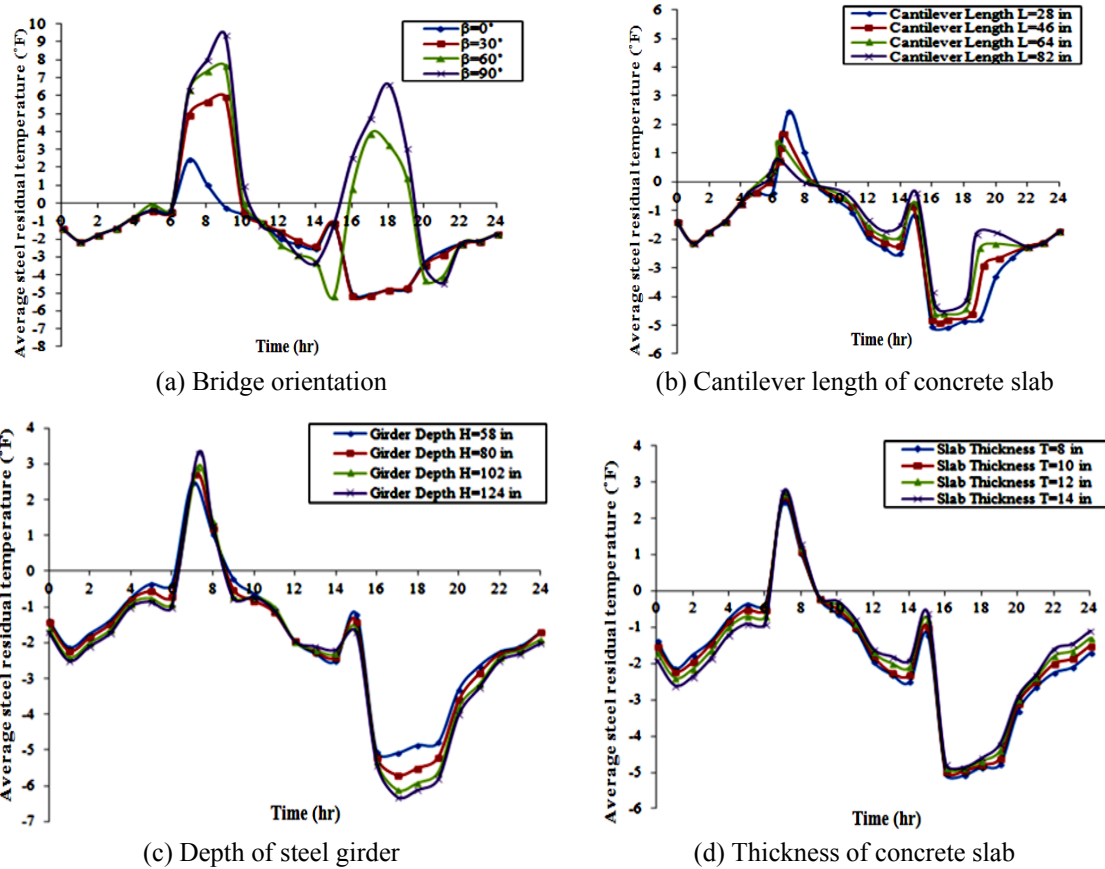 Average steel residual temperature (˚F)
10
9
8
7
6
5
4
3
2
1
0
-1
-2
-3
-4
-5
-6
-7
-8
0 2 4 6 8 10 12 14 16 18 20 22 24
Time (hr)
β=0˚
β=30˚
β=60˚
β=90˚
(a) Bridge orientation
Average steel residual temperature (˚F)
6
5
4
3
2
1
0
-1
-2
-3
-4
-5
-6
0 2 4 6 8 10 12 14 16 18 20 22 24
Time (hr)
Cantilever Length L=28 in
Cantilever Length L=46 in
Cantilever Length L=64 in
Cantilever Length L=82 in
(b) Cantilever length of concrete slab
Average steel residual temperature (˚F)
4
3
2
1
0
-1
-2
-3
-4
-5
-6
-7
0 2 4 6 8 10 12 14 16 18 20 22 24
Time (hr)
Girder Depth H=58 in
Girder Depth H=80 in
Girder Depth H=102 in
Girder Depth H=124 in
(c) Depth of steel girder
Average steel residual temperature (˚F)
4
3
2
1
0
-1
-2
-3
-4
-5
-6
0 2 4 6 8 10 12 14 16 18 20 22 24
Time (hr)
Slab Thickness T=8 in
Slab Thickness T=10 in
Slab Thickness T=12 in
Slab Thickness T=14 in
(d) Thickness of concrete slab